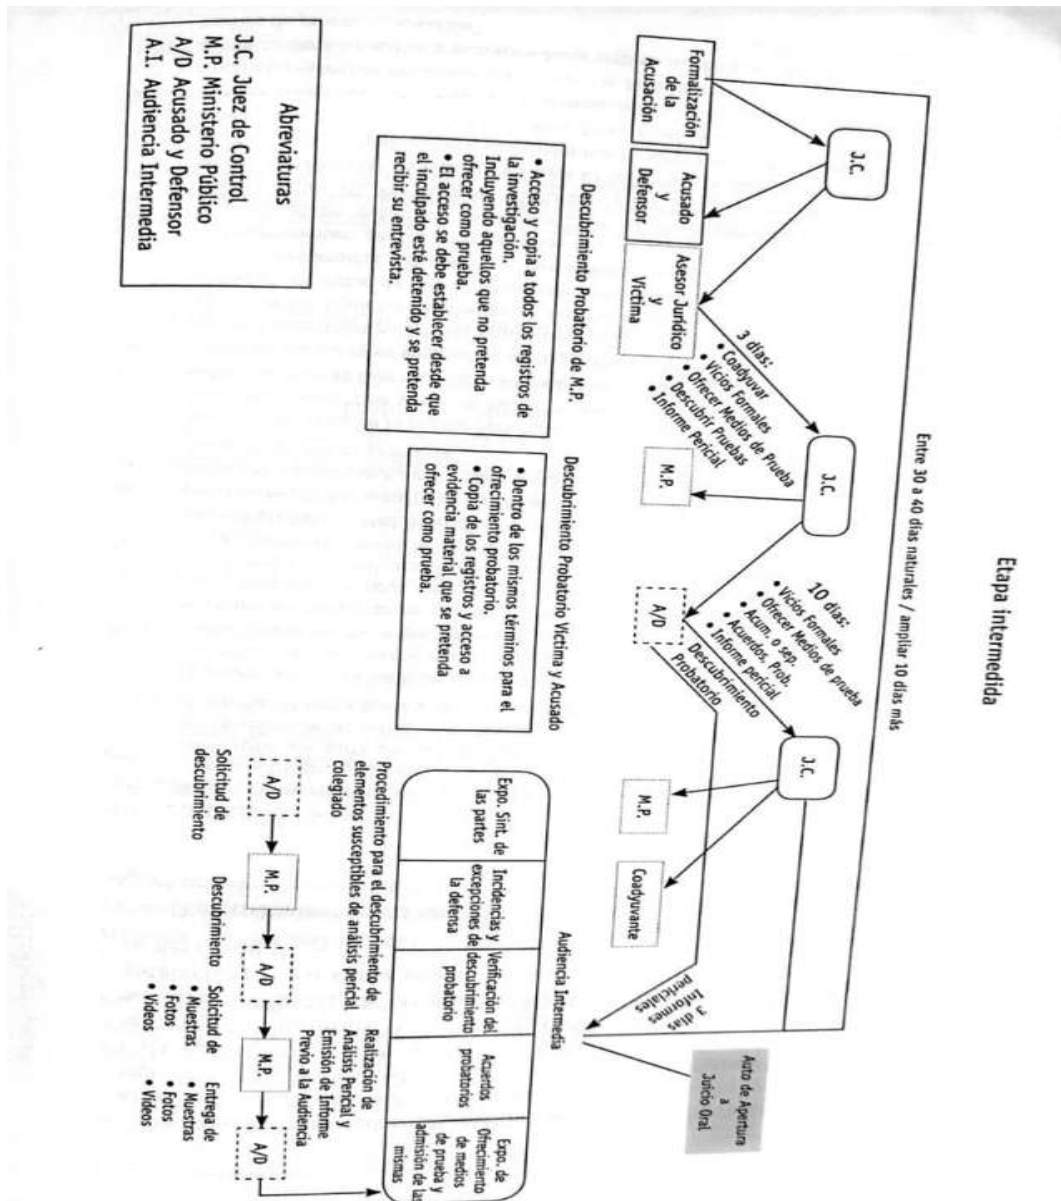 Etapa intermedida
Entre 30 a 40 días naturales / ampliar 10 días más
J.C.
Formalización
de la
Acusación
Acusado
y
Defensor
Asesor Jurídico
y
Víctima
3 días:
• Coadyuvar
• Vicios Formales
• Ofrecer Medios de Prueba
• Descubrir Pruebas
• Informe Pericial
J.C.
M.P.
A/D
10 días:
• Vicios Formales
• Ofrecer Medios de prueba
• Acum. o sep.
• Acuerdos, Prob.
• Informe pericial
Descubrimiento
Probatorio
J.C.
M.P.
Coadyuvante
3 días
Informes
periciales
Auto de Apertura
a
Juicio Oral
Descubrimiento Probatorio de M.P.
• Acceso y copia a todos los registros de
la investigación.
Incluyendo aquellos que no pretenda
ofrecer como prueba.
• El acceso se debe establecer desde que
el inculpado esté detenido y se pretenda
recibir su entrevista.
Descubrimiento Probatorio Víctima y Acusado
• Dentro de los mismos términos para el
ofrecimiento probatorio.
• Copia de los registros y acceso a
evidencia material que se pretenda
ofrecer como prueba.
Audiencia Intermedia
Expo. Sint. de
las partes
Incidencias y
excepciones de
la defensa
Verificación del
descubrimiento
probatorio
Acuerdos
probatorios
Expo. de
Ofrecimiento
de medios
de prueba y
admisión de las
mismas
Procedimiento para el descubrimiento de
elementos susceptibles de análisis pericial
colegiado
Realización de
Análisis Pericial y
Emisión de Informe
Previo a la Audiencia
A/D
M.P.
A/D
M.P.
A/D
Solicitud de
descubrimiento
Descubrimiento
Solicitud de
• Muestras
• Fotos
• Vídeos
Entrega de
• Muestras
• Fotos
• Vídeos
Abreviaturas
J.C. Juez de Control
M.P. Ministerio Público
A/D Acusado y Defensor
A.I. Audiencia Intermedia